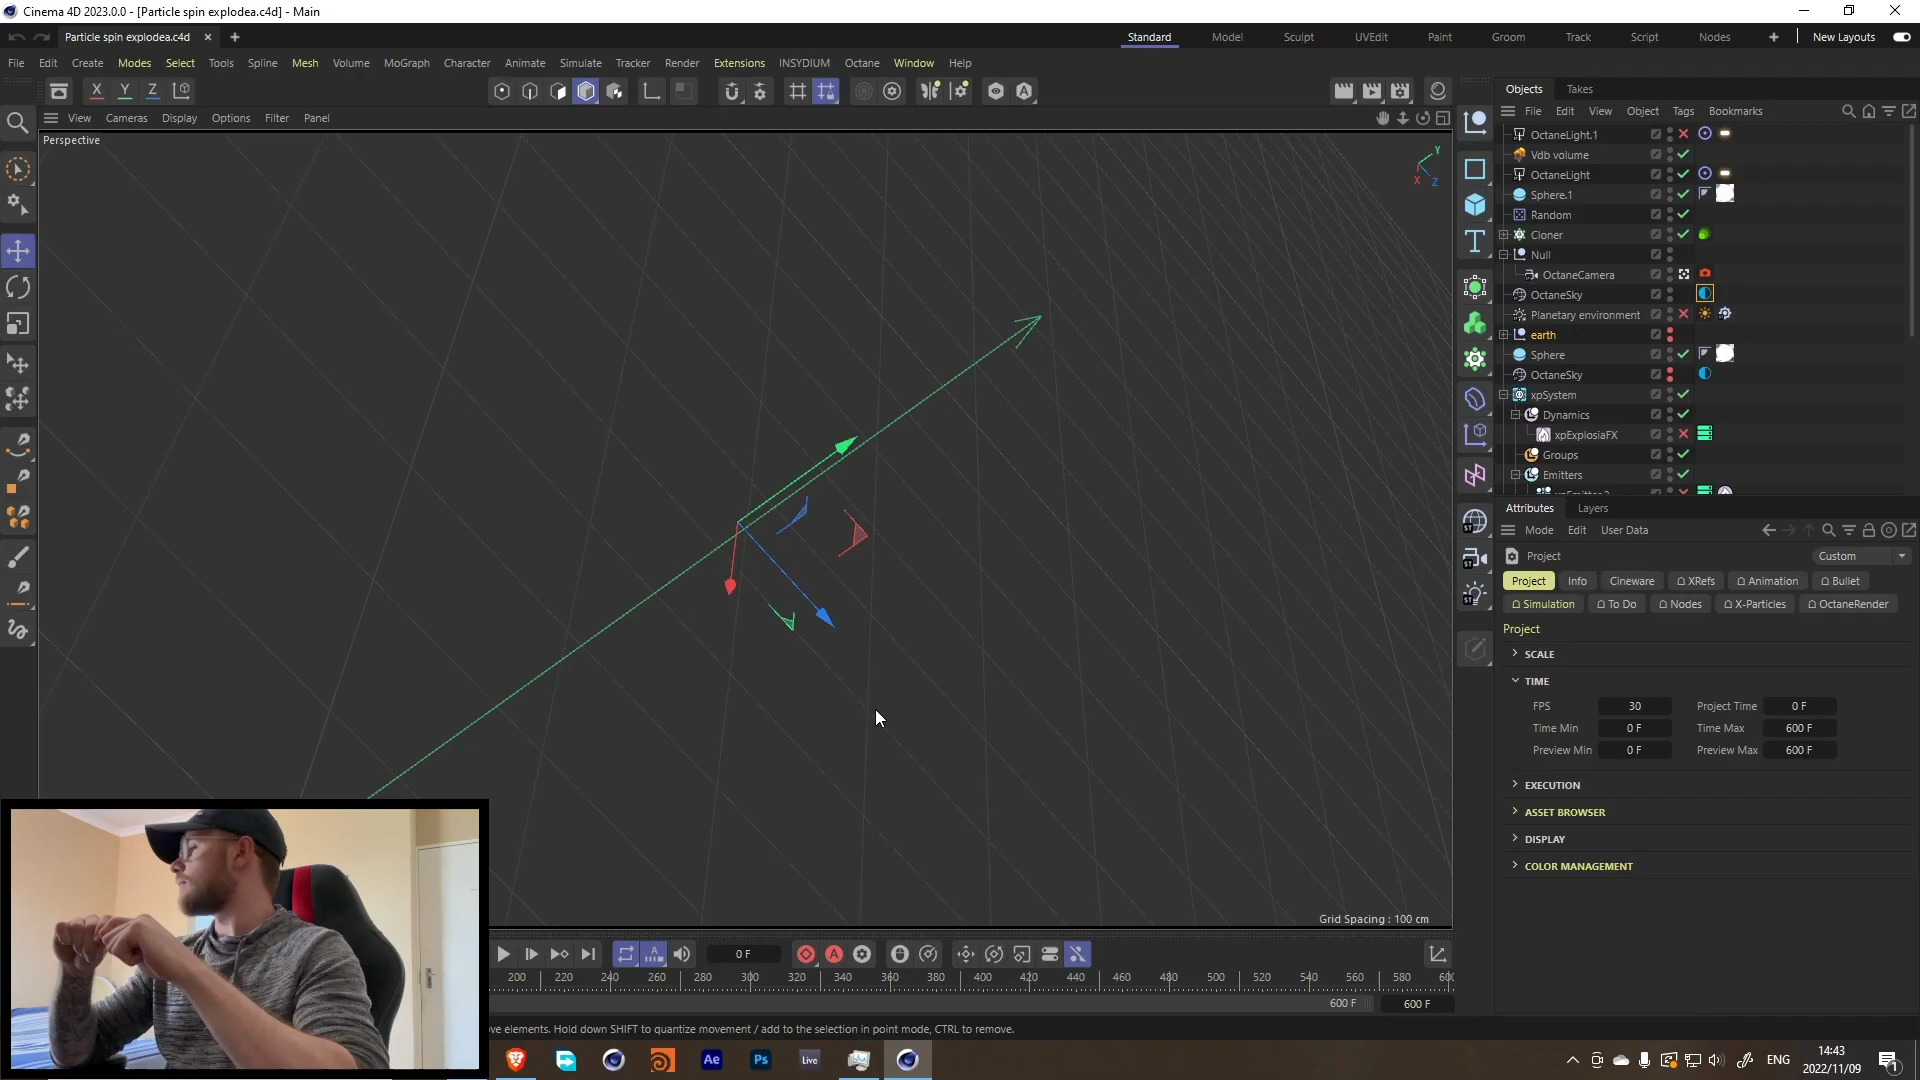 Cinema 4D 2023.0.0 - [Particle spin explodea.c4d] - Main
Particle spin explodea.c4d
Standard Model Sculpt UVEdit Paint Groom Track Script Nodes New Layouts
File Edit Create Modes Select Tools Spline Mesh Volume MoGraph Character Animate Simulate Tracker Render Extensions INSYDIUM Octane Window Help
X Y Z
Objects Takes
View Cameras Display Options Filter Panel
File Edit View Object Tags Bookmarks
Perspective
Y
X Z
OctaneLight.1
Vdb volume
OctaneLight
Sphere.1
Random
Cloner
Null
OctaneCamera
OctaneSky
Planetary environment
earth
Sphere
OctaneSky
xpSystem
Dynamics
xpExplosiaFX
Groups
Emitters
Attributes Layers
Mode Edit User Data
Project Custom
Project Info Cineware XRefs Animation Bullet
Simulation To Do Nodes X-Particles OctaneRender
Project
SCALE
TIME
FPS 30 Project Time 0 F
Time Min 0 F Time Max 600 F
Preview Min 0 F Preview Max 600 F
EXECUTION
ASSET BROWSER
DISPLAY
COLOR MANAGEMENT
ST
ST
ST
Grid Spacing : 100 cm
0 F
200 220 240 260 280 300 320 340 360 380 400 420 440 460 480 500 520 540 560 580
600 F 600 F
ve elements. Hold down SHIFT to quantize movement / add to the selection in point mode, CTRL to remove.
Ae Ps Live
ENG
14:43
2022/11/09
1